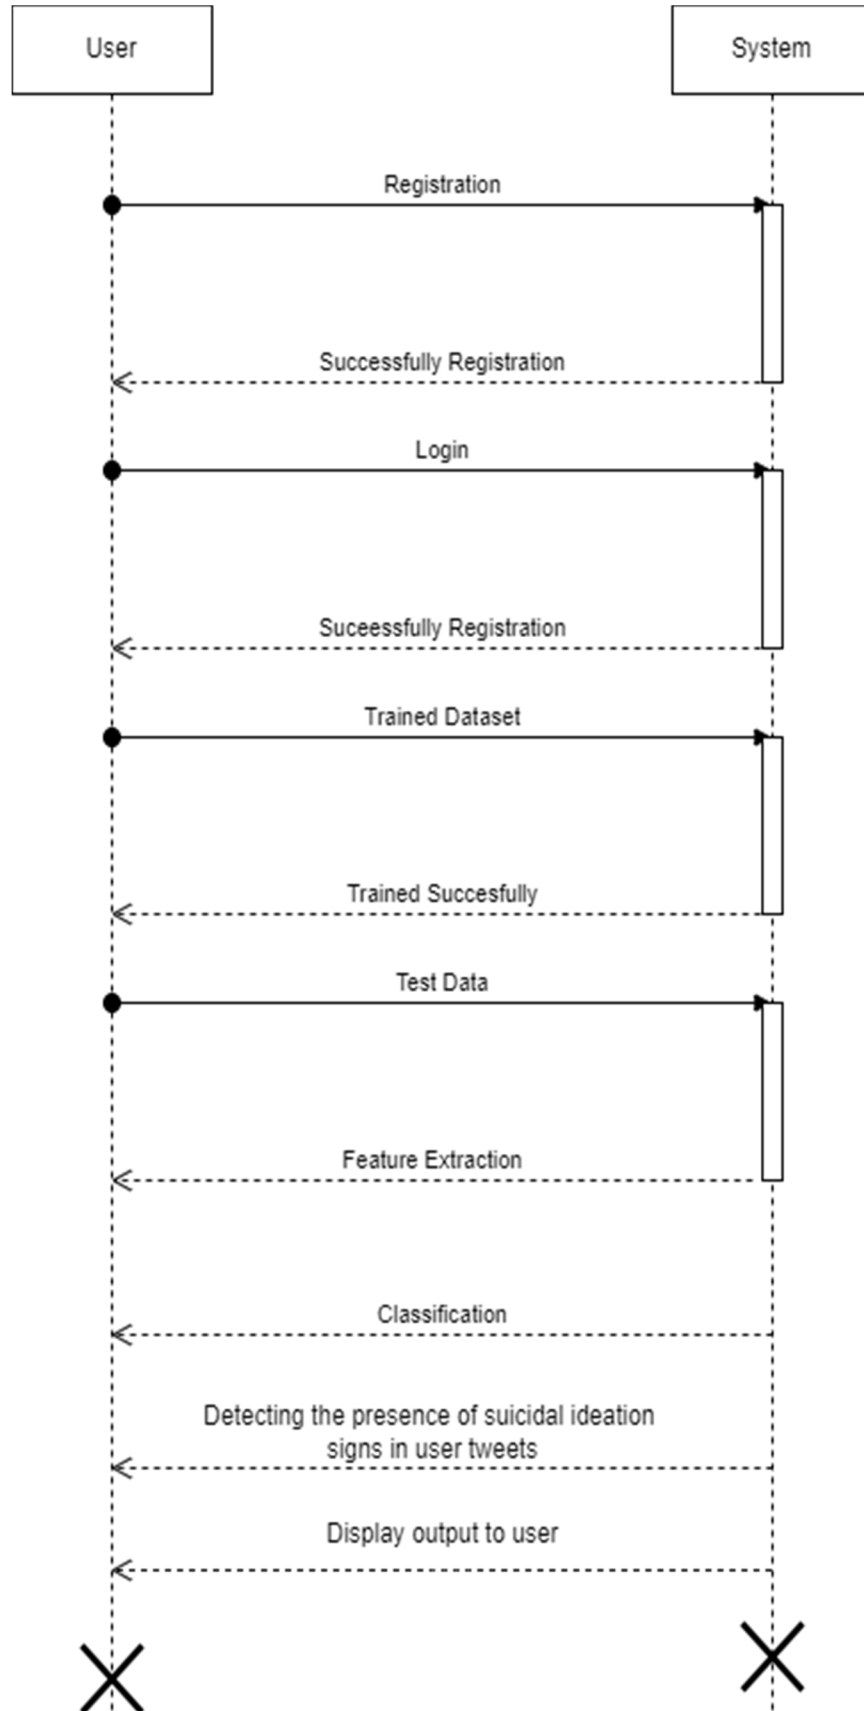 User
System
Registration
Successfully Registration
Login
Suceessfully Registration
Trained Dataset
Trained Succesfully
Test Data
Feature Extraction
Classification
Detecting the presence of suicidal ideation
signs in user tweets
Display output to user